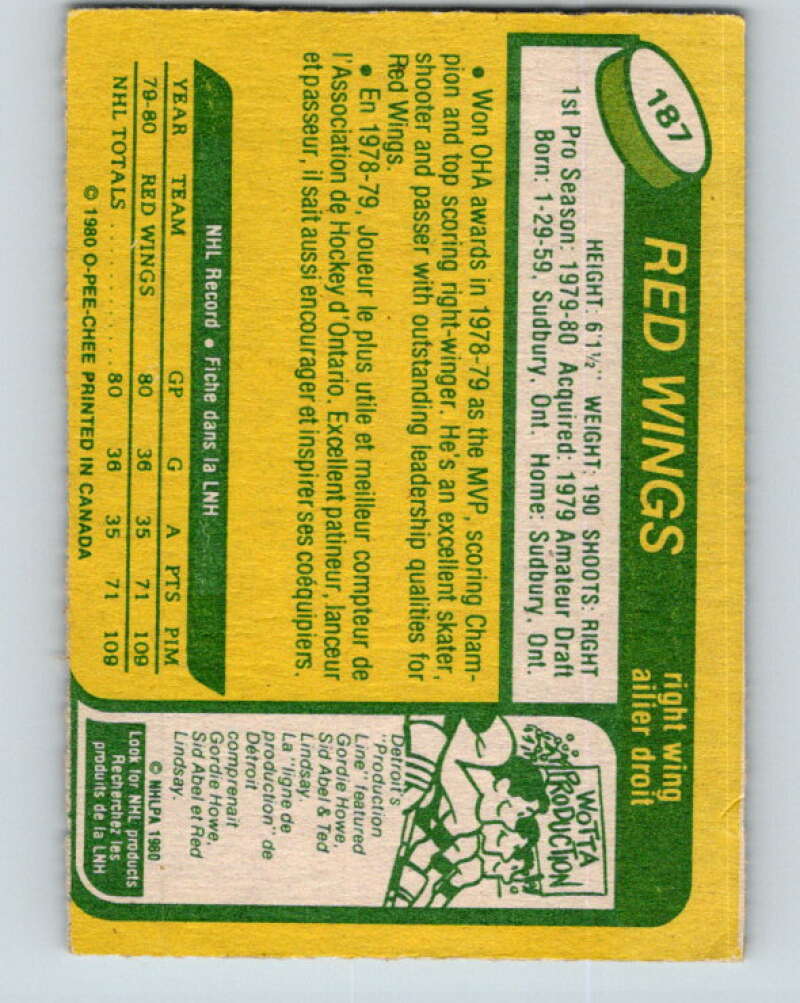 187
RED WINGS
right wing
ailier droit
HEIGHT: 6'1½" WEIGHT: 190 SHOOTS: RIGHT
1st Pro Season: 1979-80 Acquired: 1979 Amateur Draft
Born: 1-29-59, Sudbury, Ont. Home: Sudbury, Ont.
• Won OHA awards in 1978-79 as the MVP, scoring Cham-
pion and top scoring right-winger. He's an excellent skater,
shooter and passer with outstanding leadership qualities for
Red Wings.
• En 1978-79, Joueur le plus utile et meilleur compteur de
l'Association de Hockey d'Ontario. Excellent patineur, lanceur
et passeur, il sait aussi encourager et inspirer ses coéquipiers.
NHL Record • Fiche dans la LNH
YEAR TEAM GP G A PTS PIM
79-80 RED WINGS 80 36 35 71 109
NHL TOTALS . . . . . . . . . . 80 36 35 71 109
© 1980 O-PEE-CHEE PRINTED IN CANADA
WOTTA
PRODUCTION
Detroit's
"Production
Line" featured
Gordie Howe,
Sid Abel & Ted
Lindsay.
La "ligne de
production" de
Détroit
comprenait
Gordie Howe,
Sid Abel et Red
Lindsay.
© NHLPA 1980
Look for NHL products
Recherchez les
produits de la LNH